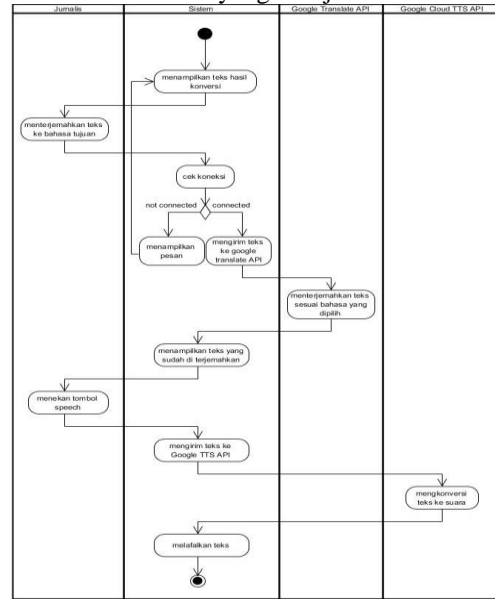 Jurnalis
Sistem
Google Translate API
Google Cloud TTS API
menampilkan teks hasil
konversi
menterjemahkan teks
ke bahasa tujuan
cek koneksi
not connected
connected
menampilkan
pesan
mengirim teks
ke google
translate API
menterjemahkan teks
sesuai bahasa yang
dipilih
menampilkan teks yang
sudah di terjemahkan
menekan tombol
speech
mengirim teks ke
Google TTS API
mengkonversi
teks ke suara
melafalkan teks